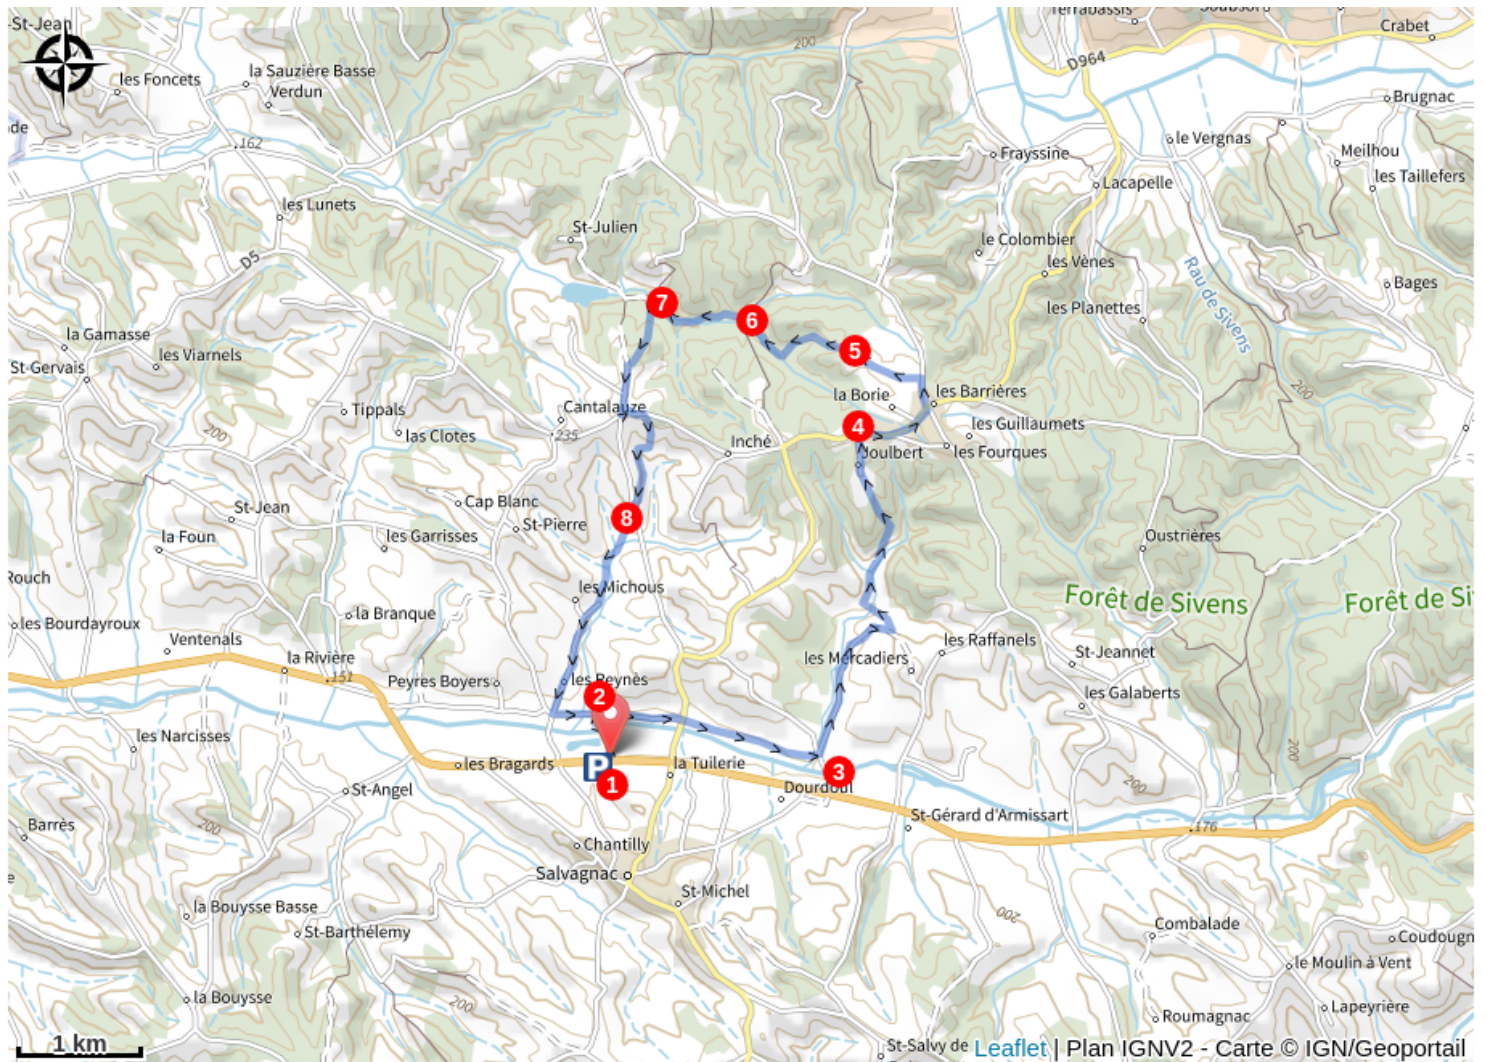 St-Jean
Terrabassis
Crabet
200
la Sauzière Basse
les Foncets
D964
Verdun
Brugnac
.162
le Vergnas
Frayssine
Meilhou
les Taillefers
Lacapelle
les Lunets
St-Julien
le Colombier
D5
les Vènes
Rau de Sivens
Bages
7
les Planettes
6
la Gamasse
5
les Viarnels
St-Gervais
la Borie
les Barrières
200
Tippals
Cantalauze
4
les Guillaumets
200
las Clotes
.235
Inché
Joulbert
les Fourques
Cap Blanc
St-Jean
8
St-Pierre
la Foun
les Garrisses
Oustrières
Rouch
les Michous
Forêt de Sivens
Forêt de Si
la Branque
les Bourdayroux
Ventenals
les Raffanels
la Rivière
les Mercadiers
St-Jeannet
.151
Peyres Boyers
les Peynès
2
les Galaberts
les Narcisses
200
les Bragards
P
la Tuilerie
3
1
200
St-Angel
Dourdoul
St-Gérard d'Armissart
Barrès
200
.176
Chantilly
Salvagnac
St-Michel
la Bouysse Basse
200
Combalade
St-Barthélemy
Coudougn
le Moulin à Vent
la Bouysse
200
Lapeyrière
Roumagnac
1 km
St-Salvy de
Leaflet | Plan IGNV2 - Carte © IGN/Geoportail